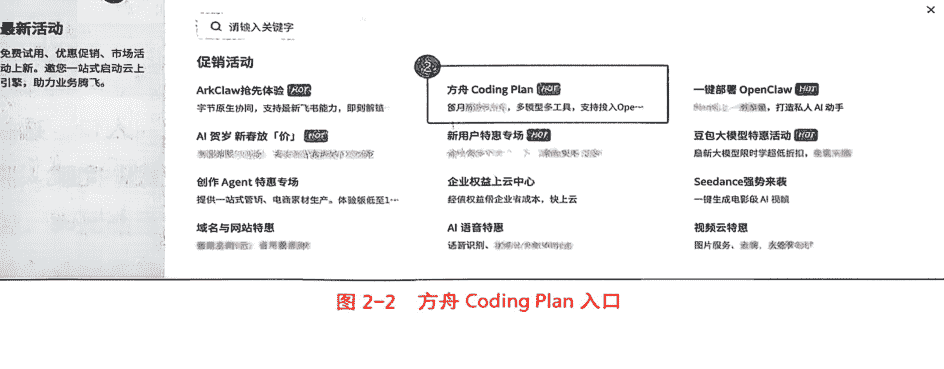 最新活动
免费试用、优惠促销、市场活
动上新。邀您一站式启动云上
引擎，助力业务腾飞。
请输入关键字
促销活动
2
ArkClaw抢先体验 HOT
字节原生协同，支持最新飞书能力，即刻解锁
方舟 Coding Plan HOT
多模型多工具，支持接入Ope…
一键部署 OpenClaw HOT
打造私人 AI 助手
AI 贺岁 新春放「价」 HOT
新用户特惠专场 HOT
豆包大模型特惠活动 HOT
最新大模型限时享超低折扣，
创作 Agent 特惠专场
提供一站式营销、电商素材生产。体验版低至1…
企业权益上云中心
超值权益帮企业省成本，快上云
Seedance强势来袭
一键生成电影级 AI 视频
域名与网站特惠
AI 语音特惠
语音识别、
视频云特惠
图片服务、
图 2-2 方舟 Coding Plan 入口